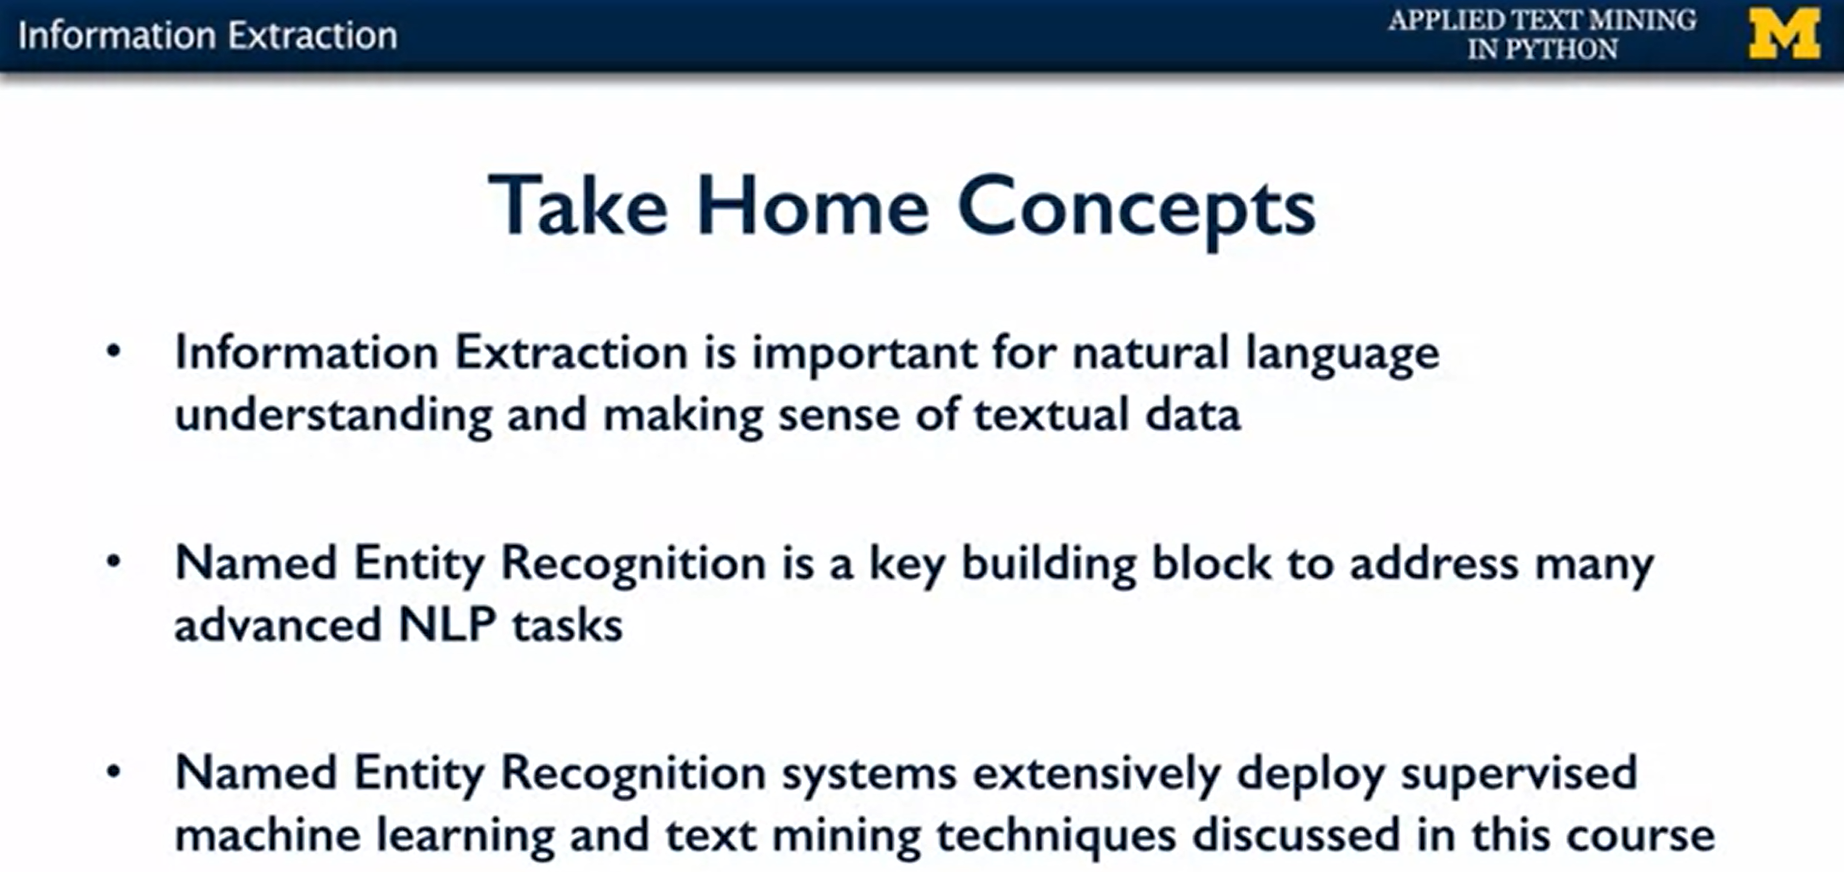 Information Extraction
APPLIED TEXT MINING
IN PYTHON
M
Take Home Concepts
• Information Extraction is important for natural language
understanding and making sense of textual data
• Named Entity Recognition is a key building block to address many
advanced NLP tasks
• Named Entity Recognition systems extensively deploy supervised
machine learning and text mining techniques discussed in this course